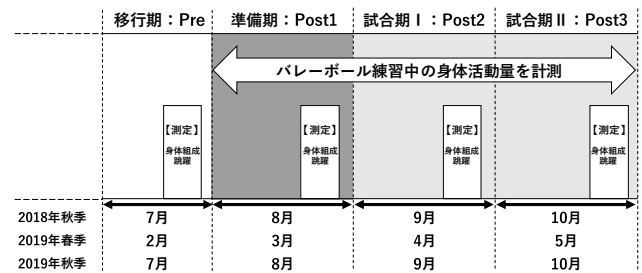 移行期：Pre 準備期：Post1 試合期Ⅰ：Post2 試合期Ⅱ：Post3
バレーボール練習中の身体活動量を計測
【測定】 【測定】 【測定】 【測定】
身体組成 身体組成 身体組成 身体組成
跳躍 跳躍 跳躍 跳躍
2018年秋季 7月 8月 9月 10月
2019年春季 2月 3月 4月 5月
2019年秋季 7月 8月 9月 10月